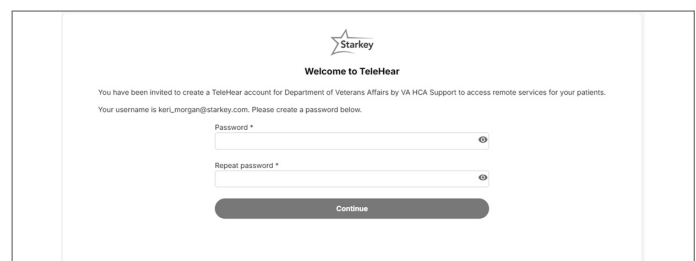 Starkey
Welcome to TeleHear
You have been invited to create a TeleHear account for Department of Veterans Affairs by VA HCA Support to access remote services for your patients.
Your username is keri_morgan@starkey.com. Please create a password below.
Password *
Repeat password *
Continue